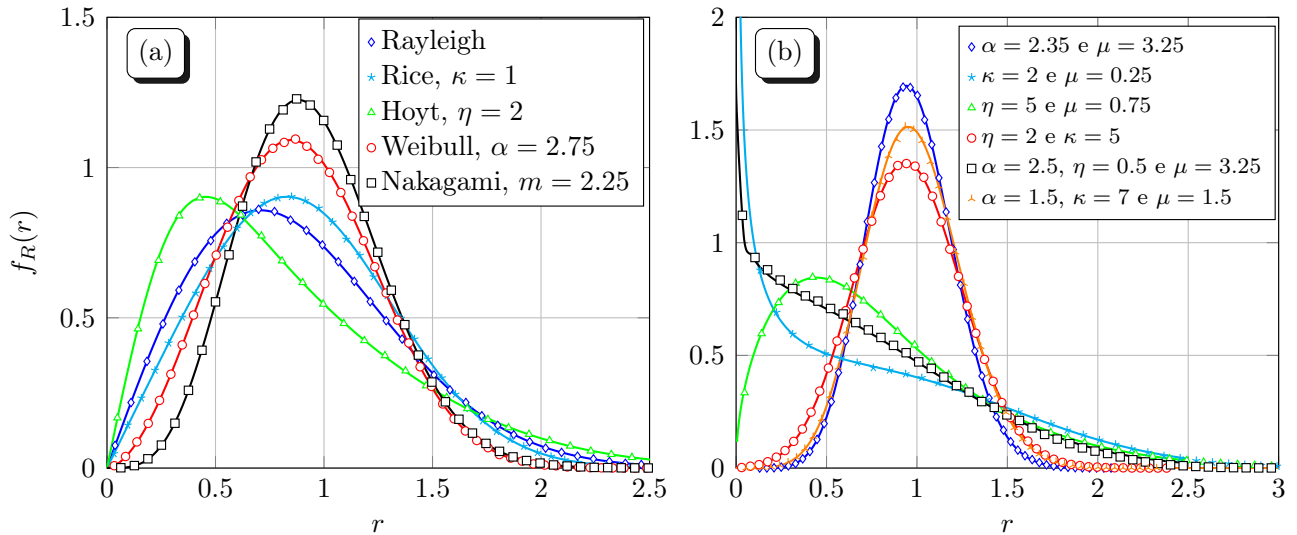 (a)
Rayleigh
Rice, κ = 1
Hoyt, η = 2
Weibull, α = 2.75
Nakagami, m = 2.25
1.5
1
0.5
0
f_R(r)
0 0.5 1 1.5 2 2.5
r
(b)
α = 2.35 e μ = 3.25
κ = 2 e μ = 0.25
η = 5 e μ = 0.75
η = 2 e κ = 5
α = 2.5, η = 0.5 e μ = 3.25
α = 1.5, κ = 7 e μ = 1.5
2
1.5
1
0.5
0
0 0.5 1 1.5 2 2.5 3
r